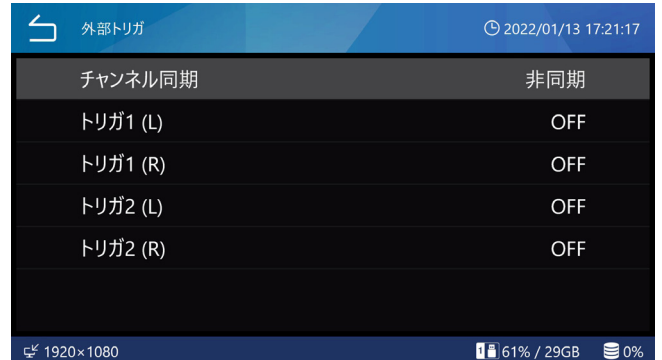 外部トリガ 2022/01/13 17:21:17
チャンネル同期 非同期
トリガ1 (L) OFF
トリガ1 (R) OFF
トリガ2 (L) OFF
トリガ2 (R) OFF
1920×1080 1 61% / 29GB 0%